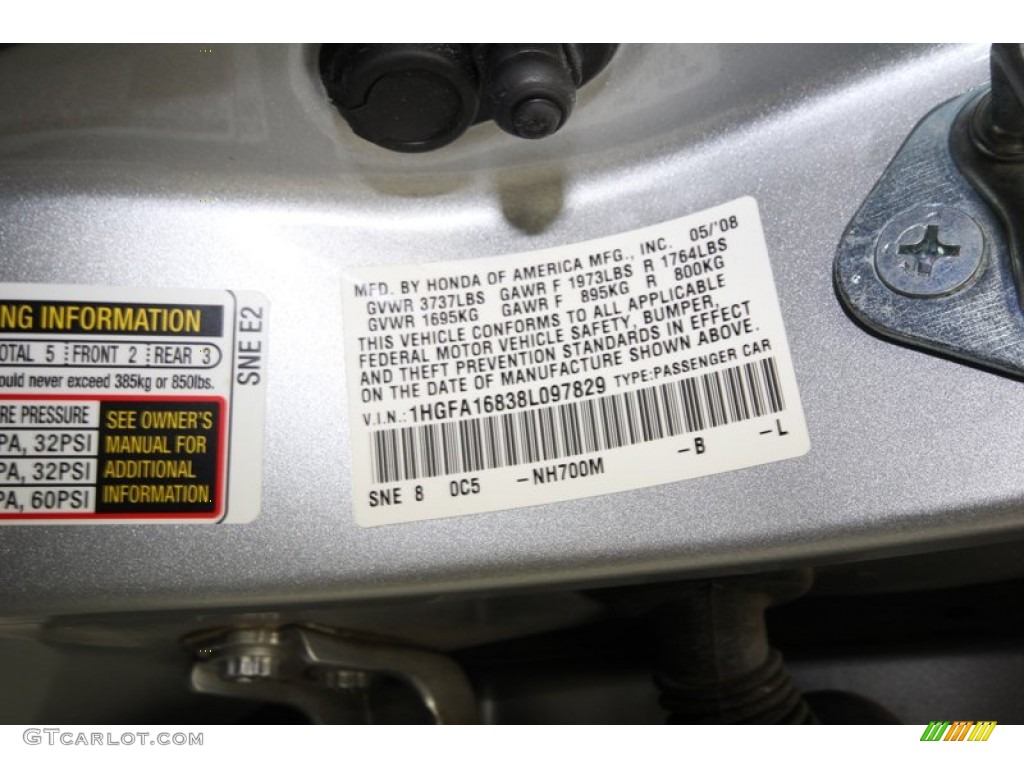 NG INFORMATION
OTAL 5 FRONT 2 REAR 3
ould never exceed 385kg or 850lbs.
RE PRESSURE
PA, 32PSI
PA, 32PSI
PA, 60PSI
SEE OWNER'S
MANUAL FOR
ADDITIONAL
INFORMATION
SNE E2
MFD. BY HONDA OF AMERICA MFG., INC. 05/'08
GVWR 3737LBS GAWR F 1973LBS R 1764LBS
GVWR 1695KG GAWR F 895KG R 800KG
THIS VEHICLE CONFORMS TO ALL APPLICABLE
FEDERAL MOTOR VEHICLE SAFETY, BUMPER,
AND THEFT PREVENTION STANDARDS IN EFFECT
ON THE DATE OF MANUFACTURE SHOWN ABOVE.
V.I.N.: 1HGFA16838L097829 TYPE:PASSENGER CAR
SNE 8 0C5 -NH700M -B -L
GTCARLOT.COM